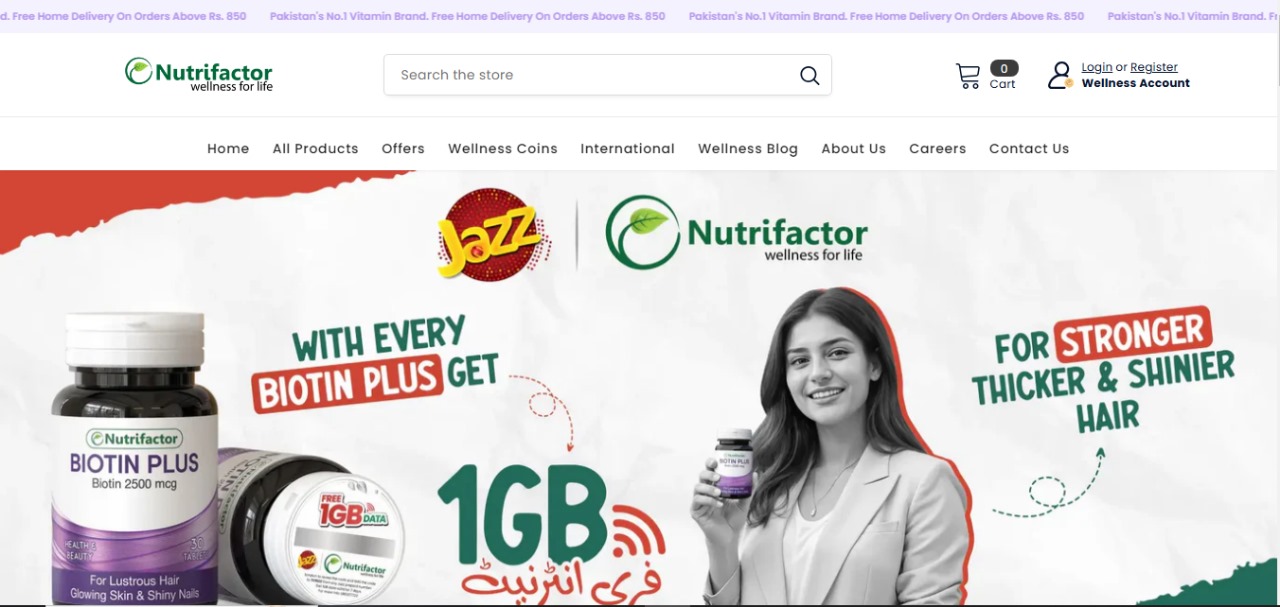 d. Free Home Delivery On Orders Above Rs. 850 Pakistan's No.1 Vitamin Brand. Free Home Delivery On Orders Above Rs. 850 Pakistan's No.1 Vitamin Brand. Free Home Delivery On Orders Above Rs. 850 Pakistan's No.1 Vitamin Brand. Fr
Nutrifactor
wellness for life
Search the store
0
Cart
Login or Register
Wellness Account
Home All Products Offers Wellness Coins International Wellness Blog About Us Careers Contact Us
Jazz
Nutrifactor
wellness for life
WITH EVERY
BIOTIN PLUS GET
FOR STRONGER
THICKER & SHINIER
HAIR
1GB
فری انٹرنیٹ
Nutrifactor
BIOTIN PLUS
Biotin 2500 mcg
HEALTH &
BEAUTY
30
TABLETS
For Lustrous Hair
Glowing Skin & Shiny Nails
FREE
1GB DATA
Jazz
Nutrifactor
BIOTIN PLUS